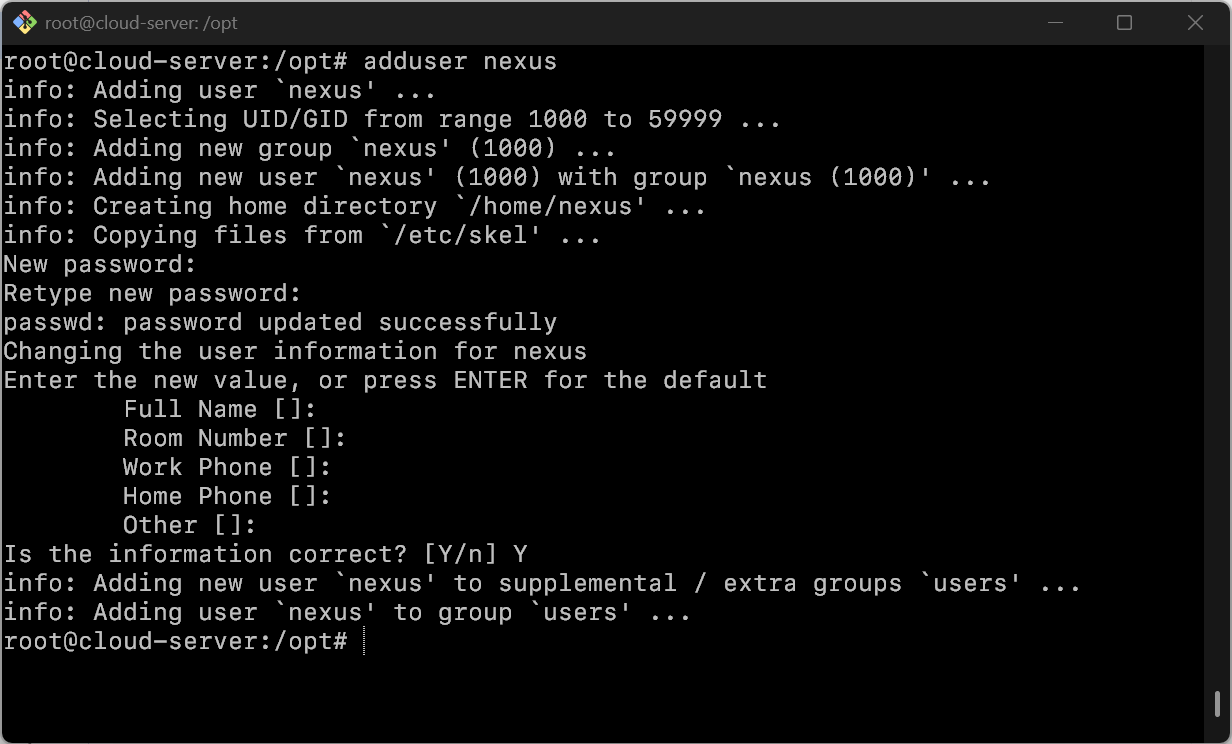 root@cloud-server: /opt
root@cloud-server:/opt# adduser nexus
info: Adding user `nexus' ...
info: Selecting UID/GID from range 1000 to 59999 ...
info: Adding new group `nexus' (1000) ...
info: Adding new user `nexus' (1000) with group `nexus (1000)' ...
info: Creating home directory `/home/nexus' ...
info: Copying files from `/etc/skel' ...
New password:
Retype new password:
passwd: password updated successfully
Changing the user information for nexus
Enter the new value, or press ENTER for the default
        Full Name []:
        Room Number []:
        Work Phone []:
        Home Phone []:
        Other []:
Is the information correct? [Y/n] Y
info: Adding new user `nexus' to supplemental / extra groups `users' ...
info: Adding user `nexus' to group `users' ...
root@cloud-server:/opt#